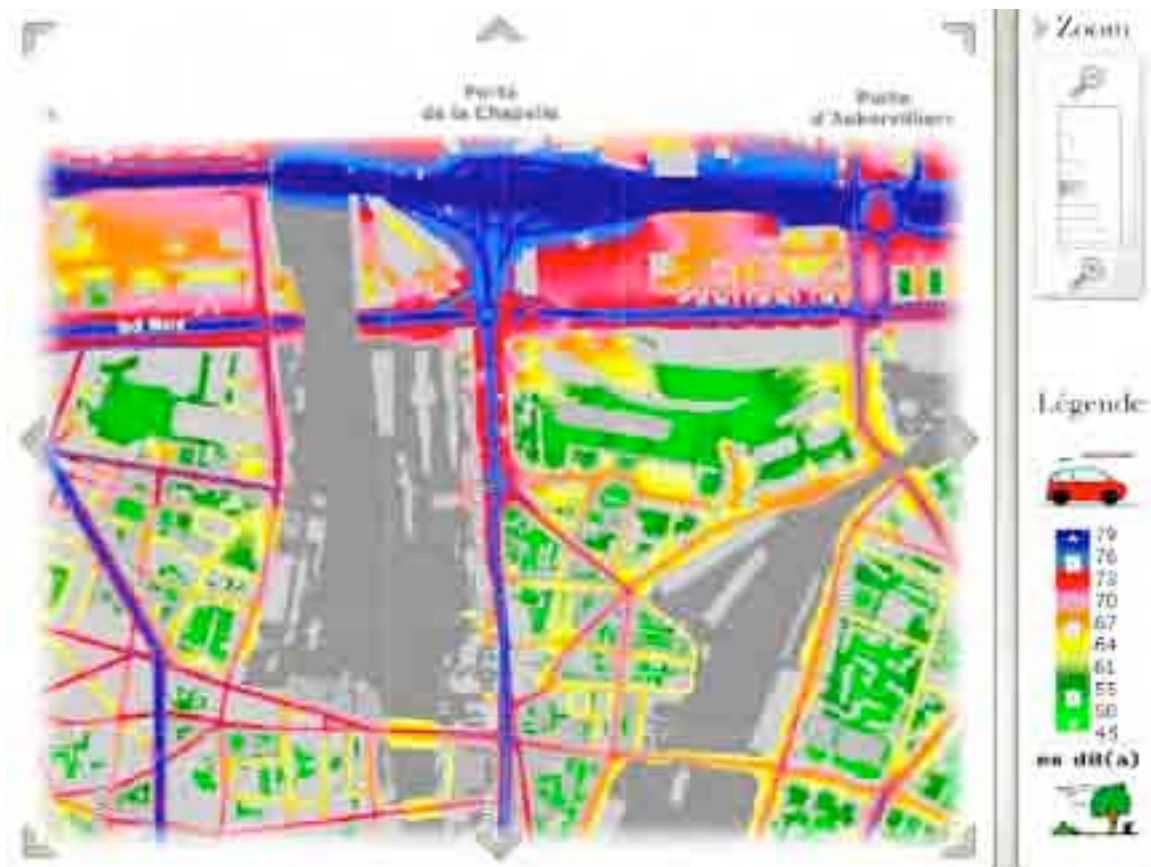 Zoom
Porte
de la Chapelle
Porte
d'Aubervilliers
Bd Ney
Légende
79
76
73
70
67
64
61
55
50
45
en dB(a)